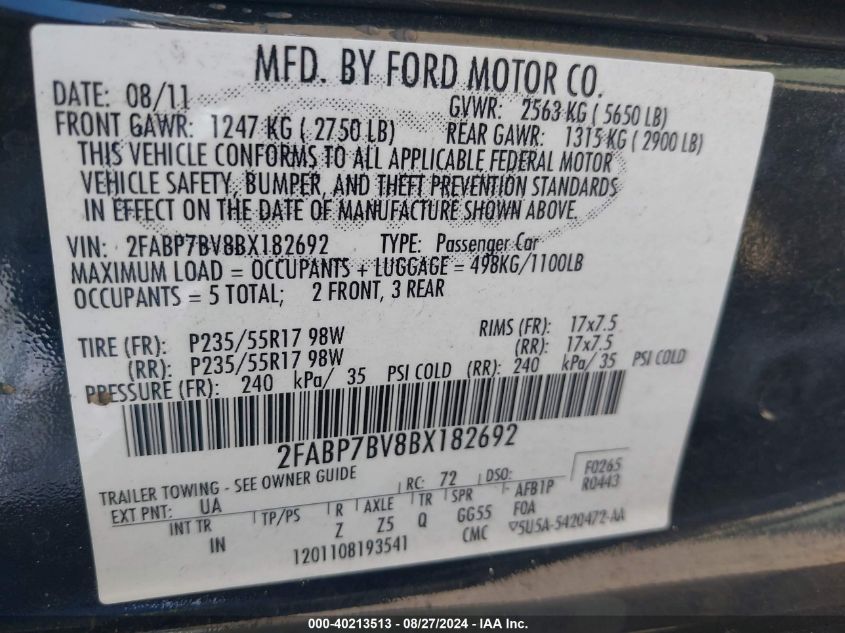 MFD. BY FORD MOTOR CO.
DATE: 08/11 GVWR: 2563 KG ( 5650 LB)
FRONT GAWR: 1247 KG ( 2750 LB) REAR GAWR: 1315 KG ( 2900 LB)
THIS VEHICLE CONFORMS TO ALL APPLICABLE FEDERAL MOTOR
VEHICLE SAFETY, BUMPER, AND THEFT PREVENTION STANDARDS
IN EFFECT ON THE DATE OF MANUFACTURE SHOWN ABOVE.
VIN: 2FABP7BV8BX182692 TYPE: Passenger Car
MAXIMUM LOAD = OCCUPANTS + LUGGAGE = 498KG/1100LB
OCCUPANTS = 5 TOTAL; 2 FRONT, 3 REAR
TIRE (FR): P235/55R17 98W RIMS (FR): 17x7.5
(RR): P235/55R17 98W (RR): 17x7.5
PRESSURE (FR): 240 kPa/ 35 PSI COLD (RR): 240 kPa/ 35 PSI COLD
2FABP7BV8BX182692
TRAILER TOWING - SEE OWNER GUIDE RC: 72 DSO: F0265
EXT PNT: UA R AXLE TR SPR AFB1P R0443
INT TR TP/PS Z Z5 Q GG55 FOA
IN 1201108193541 CMC 5U5A-5420472-AA
000-40213513 - 08/27/2024 - IAA Inc.